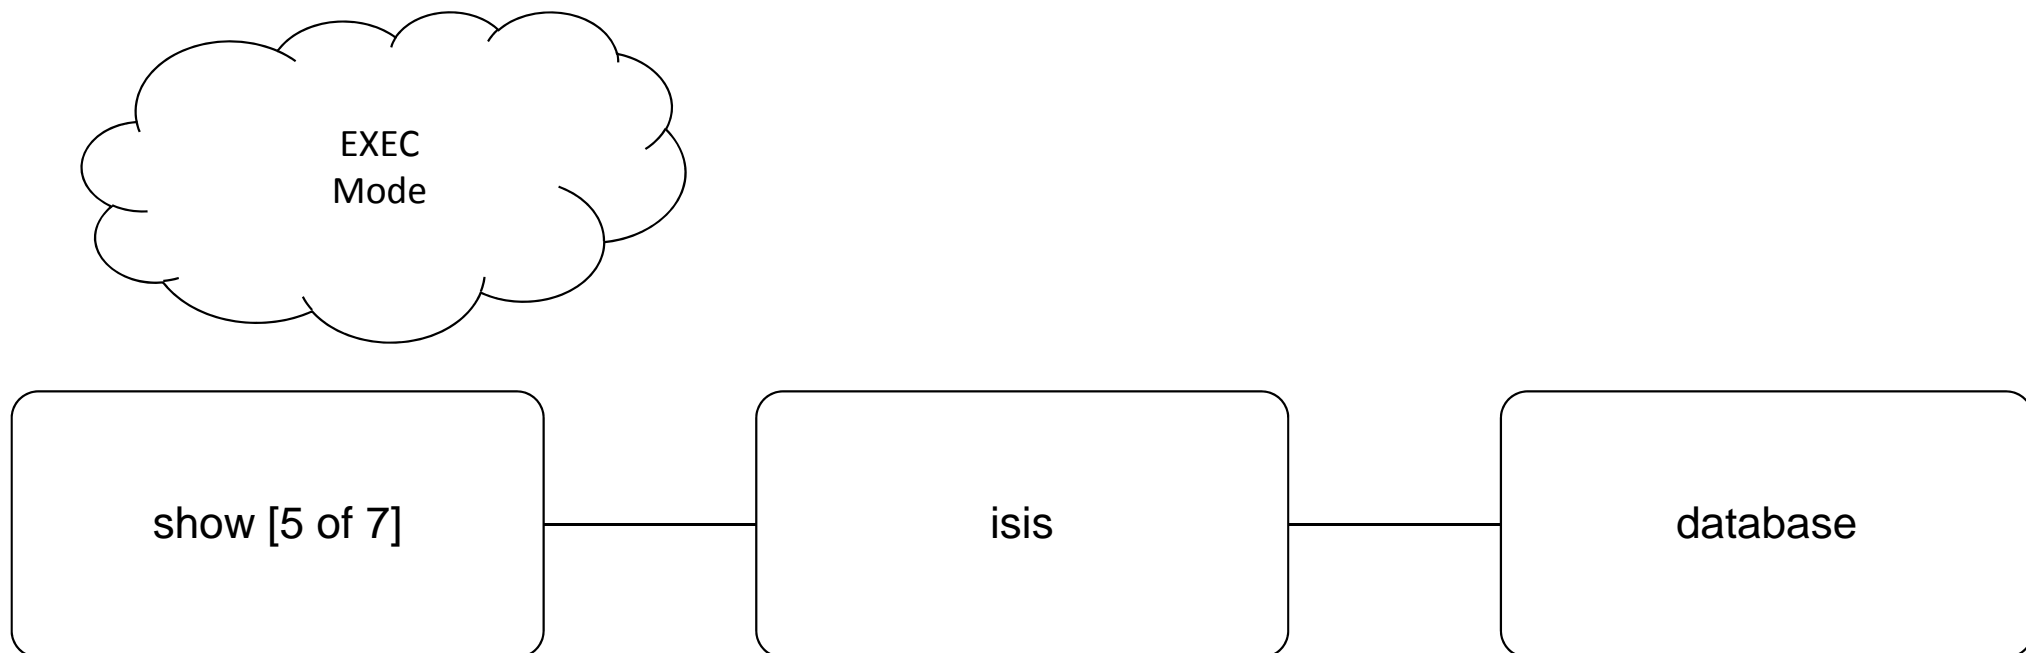 EXEC
Mode
show [5 of 7]
isis
database